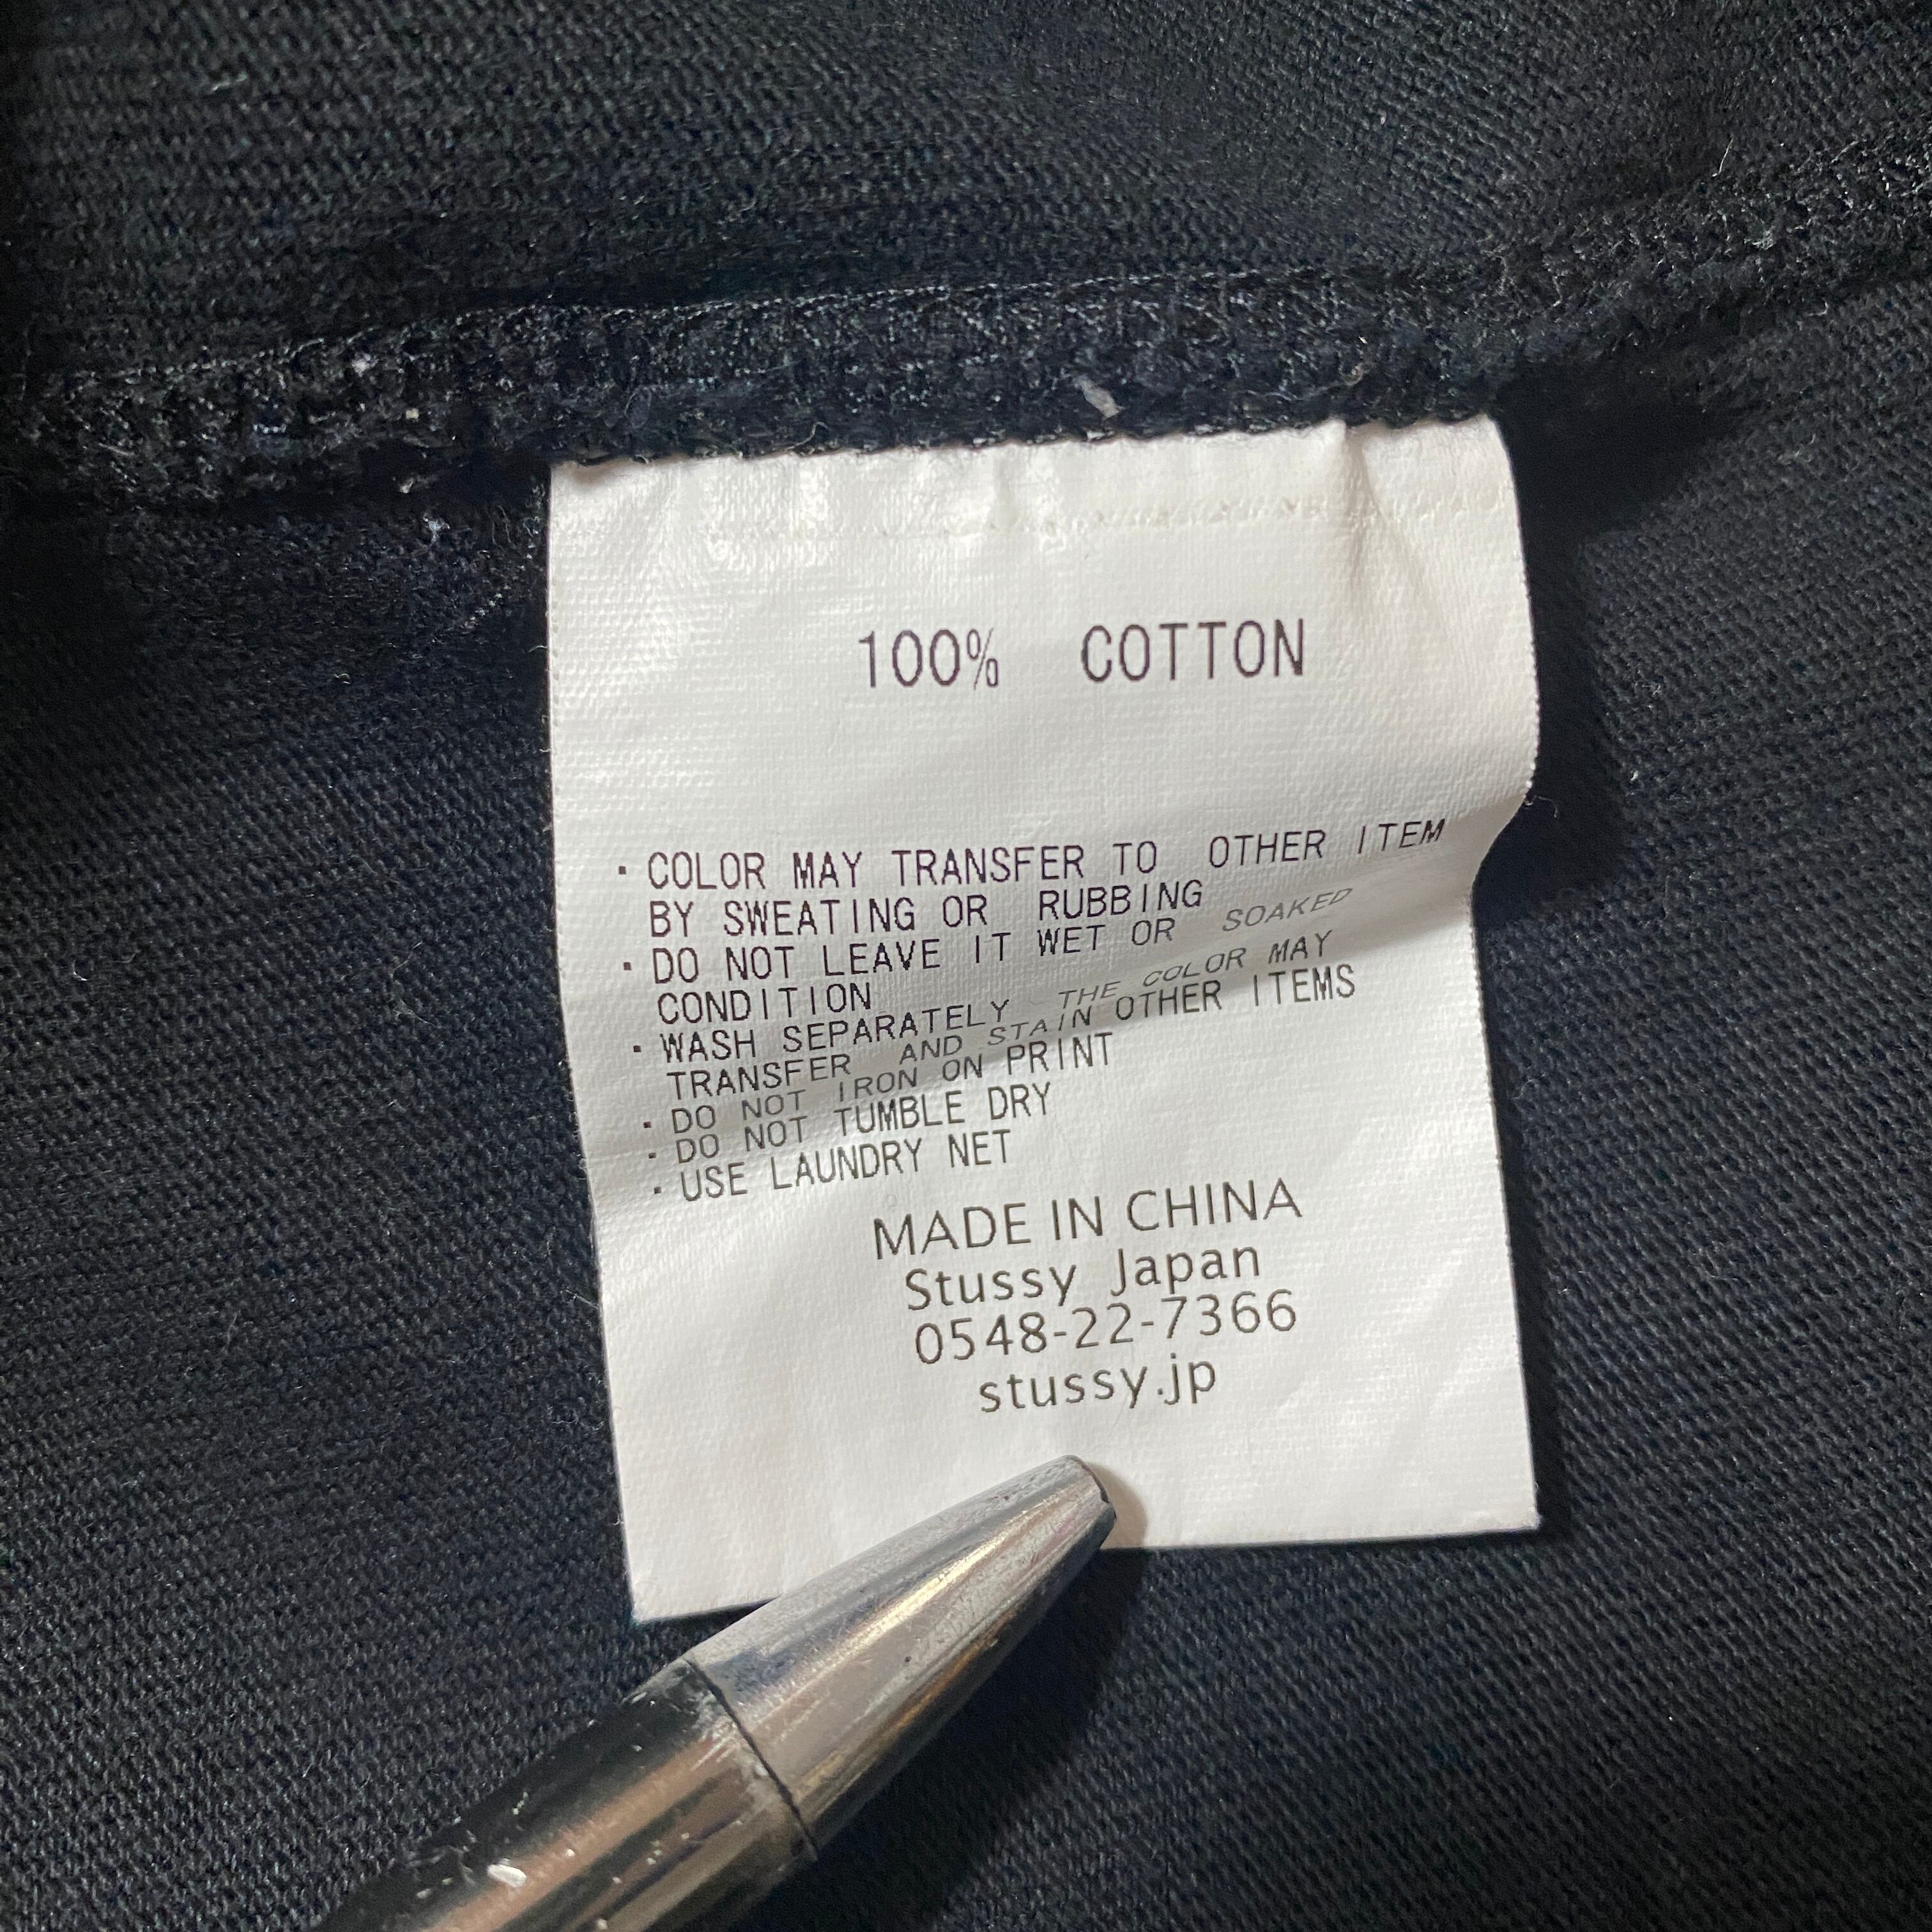 100% COTTON
・COLOR MAY TRANSFER TO OTHER ITEM
BY SWEATING OR RUBBING
・DO NOT LEAVE IT WET OR SOAKED
CONDITION
・WASH SEPARATELY THE COLOR MAY
TRANSFER AND STAIN OTHER ITEMS
・DO NOT IRON ON PRINT
・DO NOT TUMBLE DRY
・USE LAUNDRY NET
MADE IN CHINA
Stussy Japan
0548-22-7366
stussy.jp